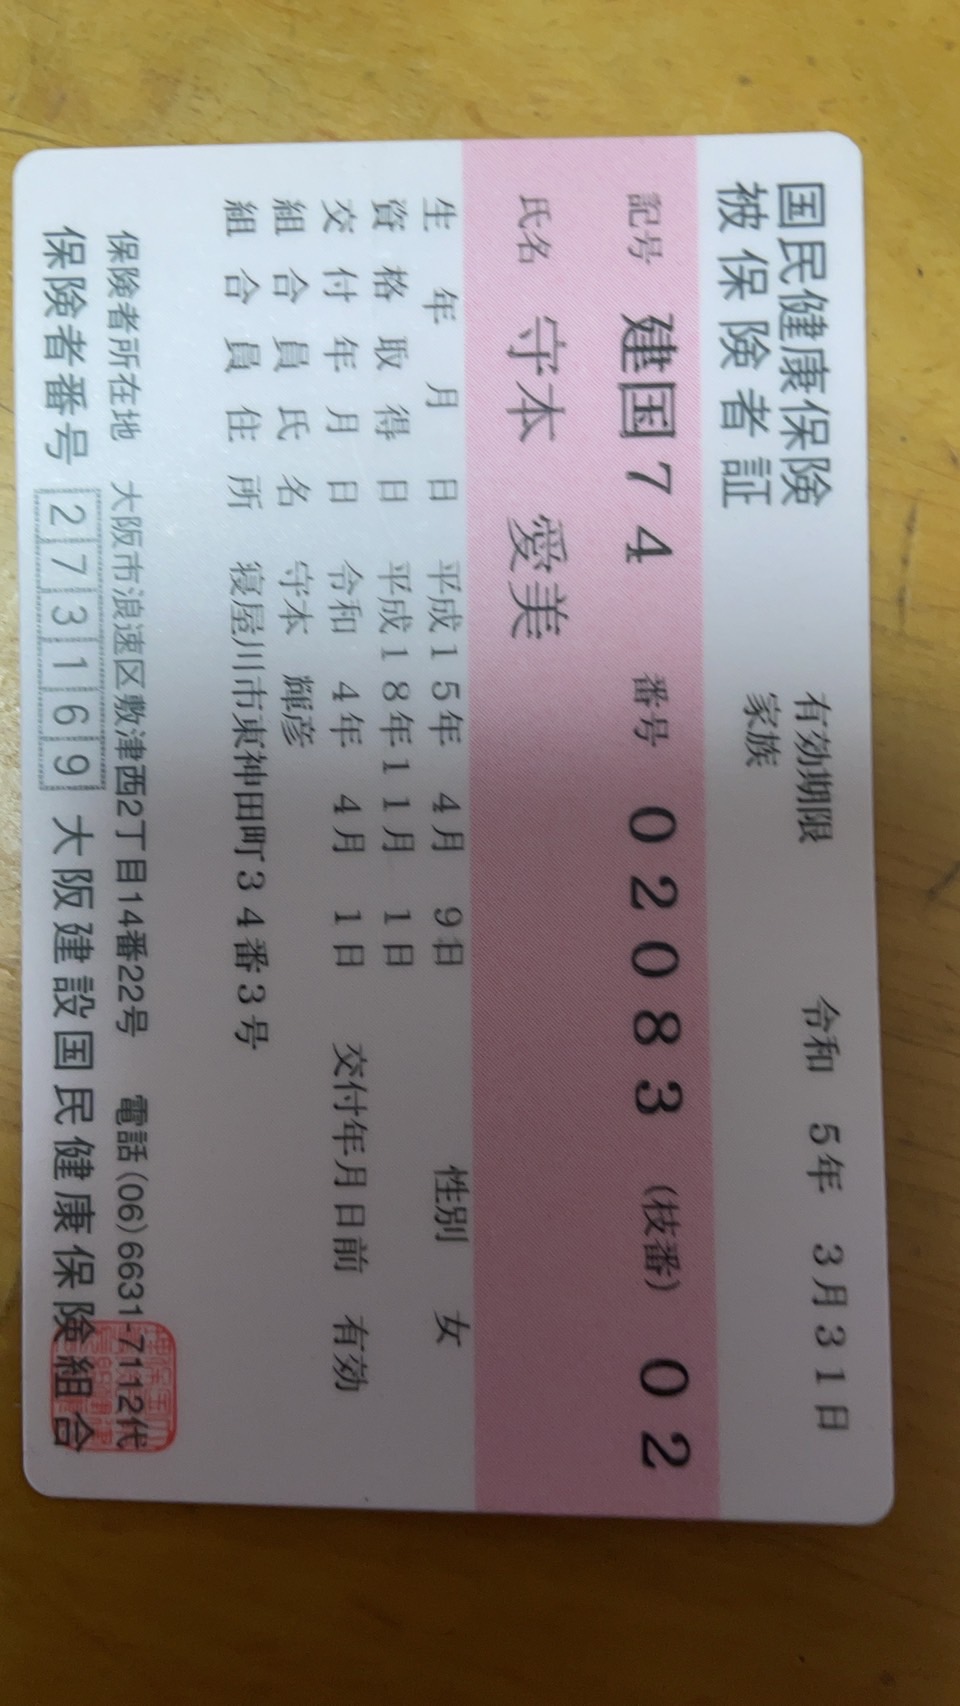 国民健康保険 有効期限 令和 5年 3月31日
被保険者証 家族
記号 建国74 番号 02083 (枝番) 02
氏名 守本 愛美
生年月日 平成15年 4月 9日 性別 女
資格取得日 平成18年11月 1日
交付年月日 令和 4年 4月 1日 交付年月日前 有効
組合員氏名 守本 輝彦
組合員住所 寝屋川市東神田町34番3号
保険者所在地 大阪市浪速区敷津西2丁目14番22号 電話(06)6631-7112代
保険者番号 273169 大阪建設国民健康保険組合